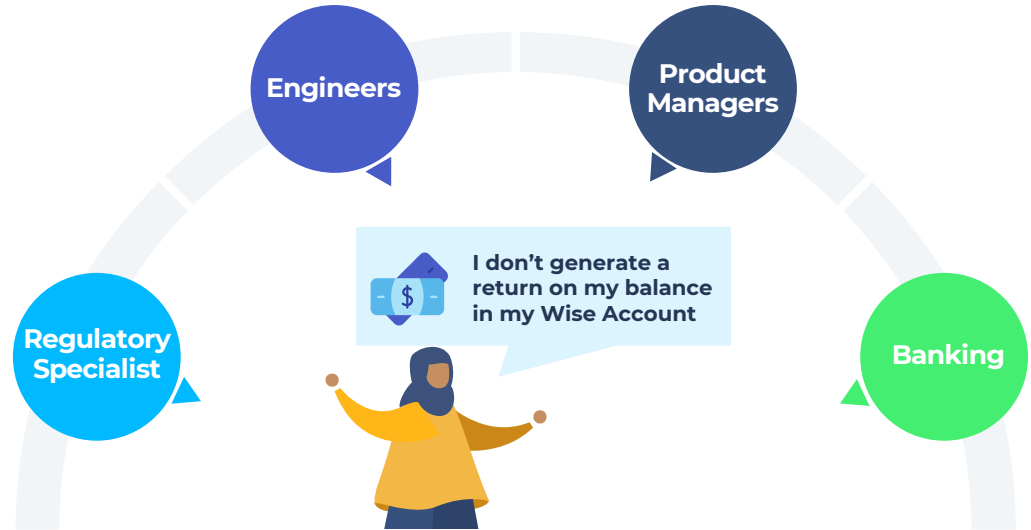 Engineers
Product
Managers
I don’t generate a
return on my balance
in my Wise Account
$
Regulatory
Specialist
Banking